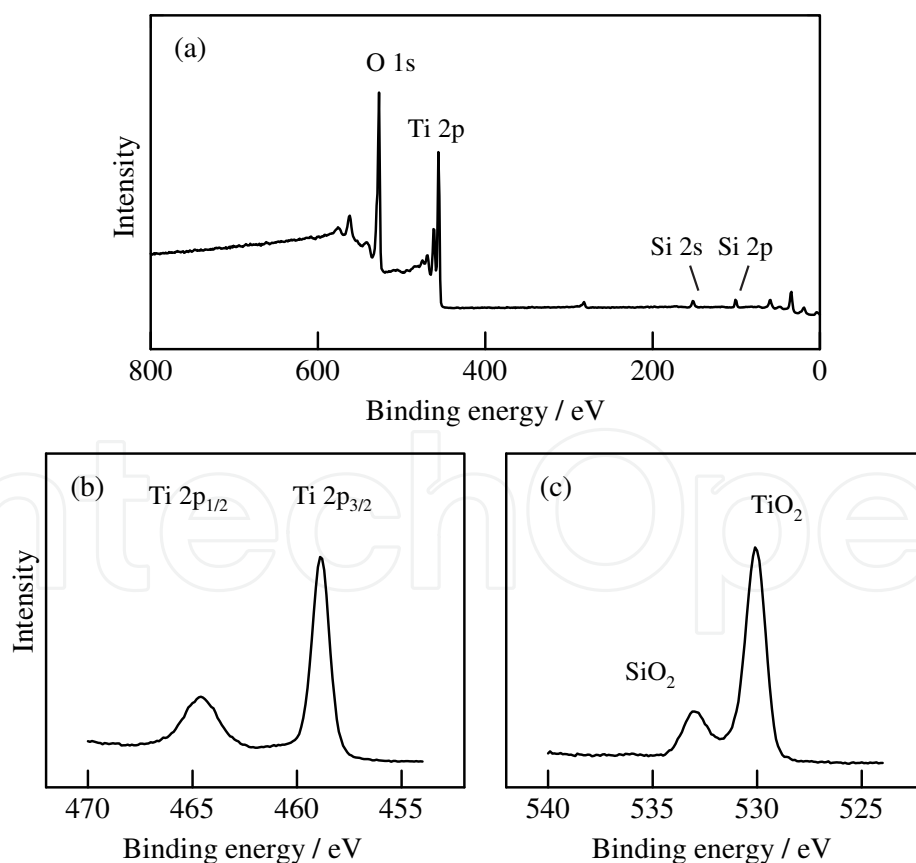 (a)
O 1s
Ti 2p
Si 2s Si 2p
Intensity
800 600 400 200 0
Binding energy / eV
(b)
Ti 2p1/2 Ti 2p3/2
Intensity
470 465 460 455
Binding energy / eV
(c)
TiO2
SiO2
540 533 530 525
Binding energy / eV
ntechOpe